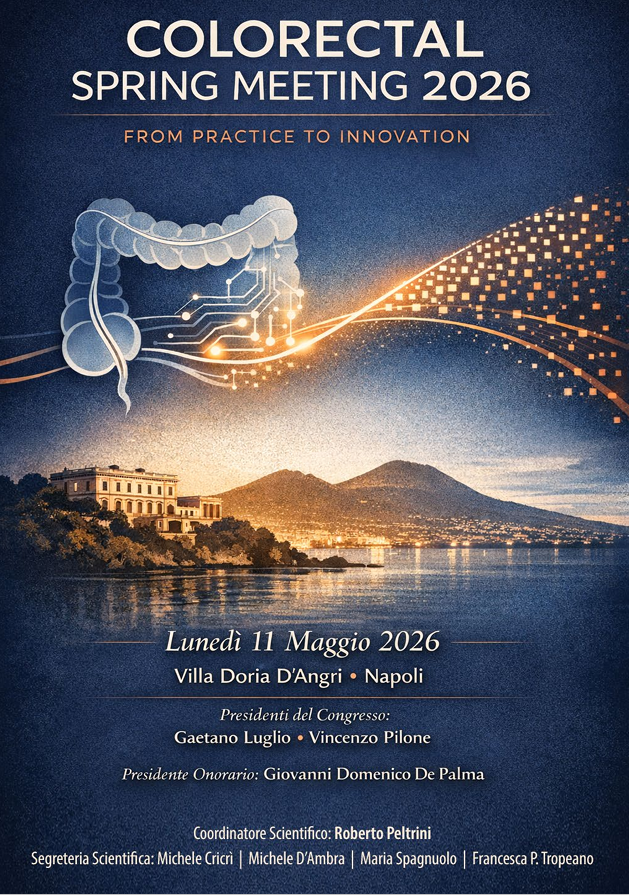 COLORECTAL
SPRING MEETING 2026
FROM PRACTICE TO INNOVATION
Lunedì 11 Maggio 2026
Villa Doria D'Angri • Napoli
Presidenti del Congresso:
Gaetano Luglio • Vincenzo Pilone
Presidente Onorario: Giovanni Domenico De Palma
Coordinatore Scientifico: Roberto Peltrini
Segreteria Scientifica: Michele Cricrì | Michele D'Ambra | Maria Spagnuolo | Francesca P. Tropeano